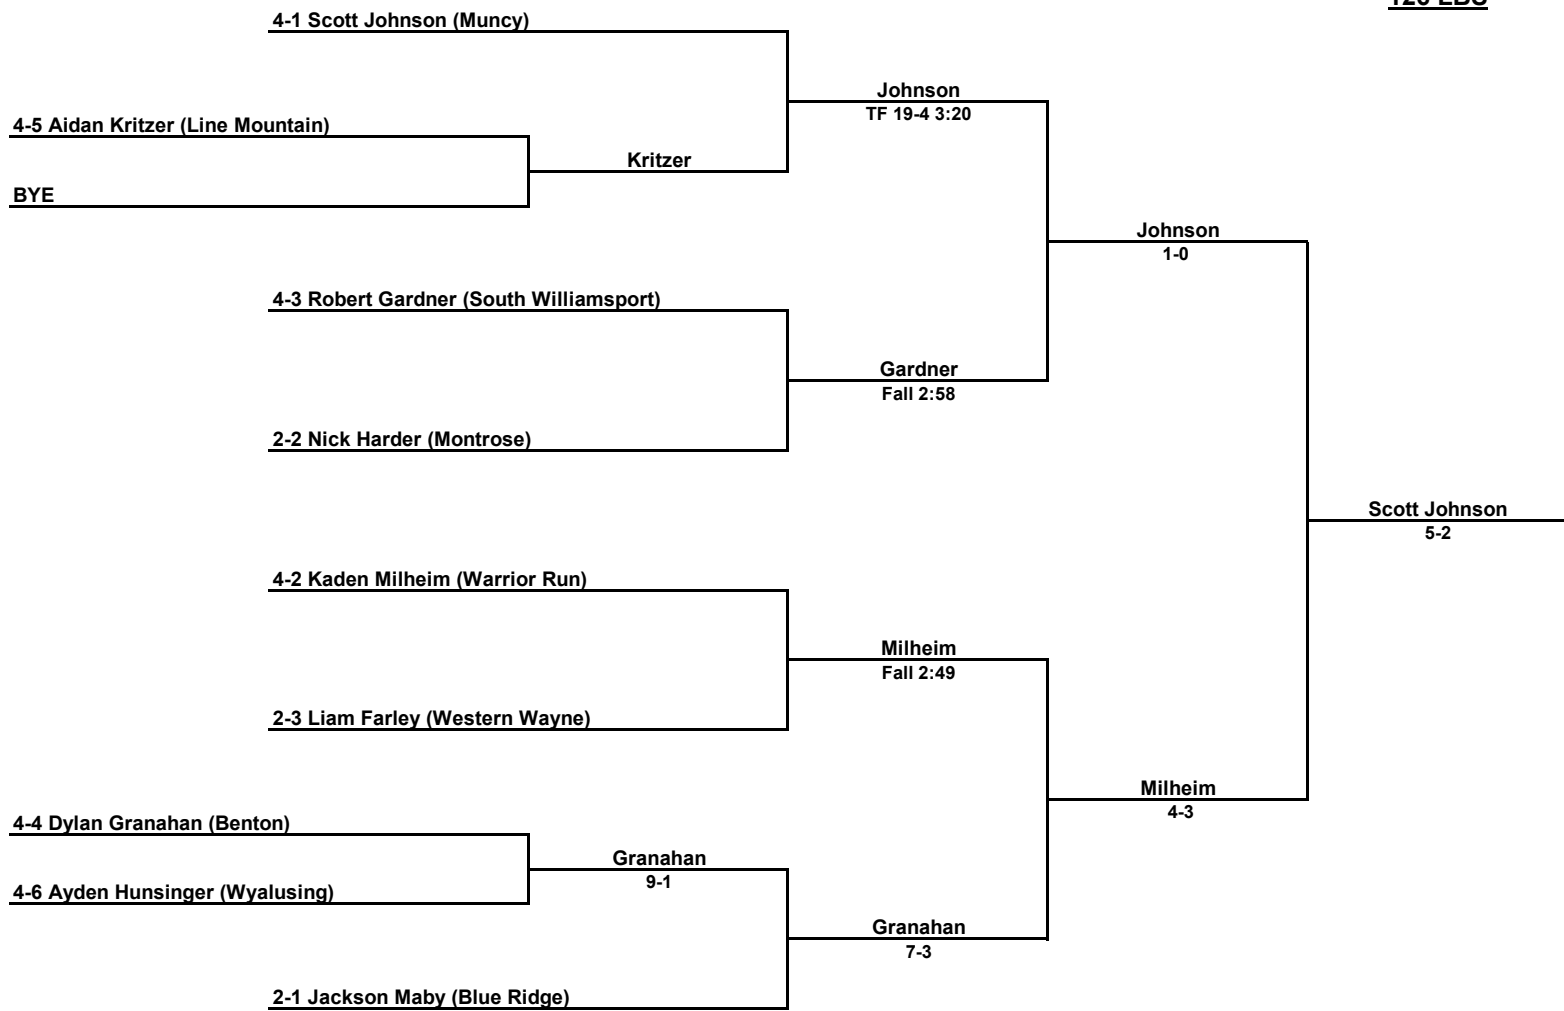 4-1 Scott Johnson (Muncy)
Johnson
TF 19-4 3:20
4-5 Aidan Kritzer (Line Mountain)
Kritzer
BYE
Johnson
1-0
4-3 Robert Gardner (South Williamsport)
Gardner
Fall 2:58
2-2 Nick Harder (Montrose)
Scott Johnson
5-2
4-2 Kaden Milheim (Warrior Run)
Milheim
Fall 2:49
2-3 Liam Farley (Western Wayne)
Milheim
4-3
4-4 Dylan Granahan (Benton)
Granahan
9-1
4-6 Ayden Hunsinger (Wyalusing)
Granahan
7-3
2-1 Jackson Maby (Blue Ridge)